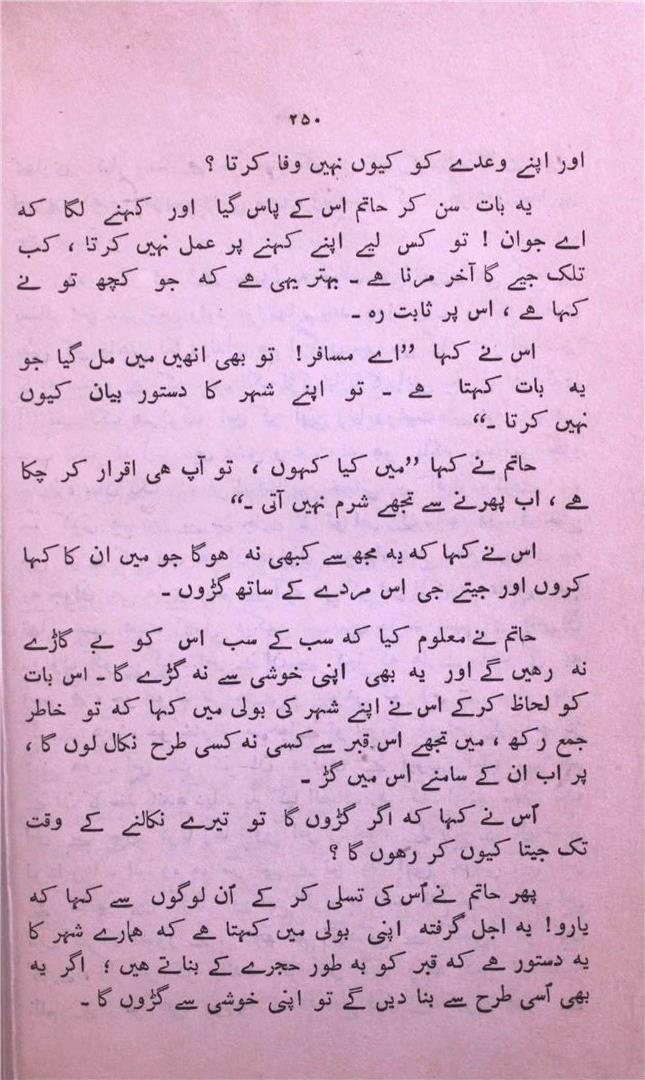 ۲۵۰
اور اپنے وعدے کو کیوں نہیں وفا کرتا ؟
یہ بات سن کر حاتم اس کے پاس گیا اور کہنے لگا کہ
اے جوان ! تو کس لیے اپنے کہنے پر عمل نہیں کرتا ، کب
تلک جیے گا آخر مرنا ہے ۔ بہتر یہی ہے کہ جو کچھ تو نے
کہا ہے ، اس پر ثابت رہ ۔
اس نے کہا ”اے مسافر! تو بھی انھیں میں مل گیا جو
یہ بات کہتا ہے ۔ تو اپنے شہر کا دستور بیان کیوں
نہیں کرتا ۔“
حاتم نے کہا ”میں کیا کہوں ، تو آپ ھی اقرار کر چکا
ہے ، اب پھرنے سے تجھے شرم نہیں آتی ۔“
اس نے کہا کہ یہ مجھ سے کبھی نہ ھوگا جو میں ان کا کہا
کروں اور جیتے جی اس مردے کے ساتھ گڑوں ۔
حاتم نے معلوم کیا کہ سب کے سب اس کو بے گاڑے
نہ رھیں گے اور یہ بھی اپنی خوشی سے نہ گڑے گا ۔ اس بات
کو لحاظ کرکے اس نے اپنے شہر کی بولی میں کہا کہ تو خاطر
جمع رکھ ، میں تجھے اس قبر سے کسی نہ کسی طرح نکال لوں گا ،
پر اب ان کے سامنے اس میں گڑ ۔
اُس نے کہا کہ اگر گڑوں گا تو تیرے نکالنے کے وقت
تک جیتا کیوں کر رھوں گا ؟
پھر حاتم نے اُس کی تسلی کر کے اُن لوگوں سے کہا کہ
یارو! یہ اجل گرفتہ اپنی بولی میں کہتا ہے کہ ھمارے شہر کا
یہ دستور ہے کہ قبر کو بہ طور حجرے کے بناتے ھیں ؛ اگر یہ
بھی اُسی طرح سے بنا دیں گے تو اپنی خوشی سے گڑوں گا ۔